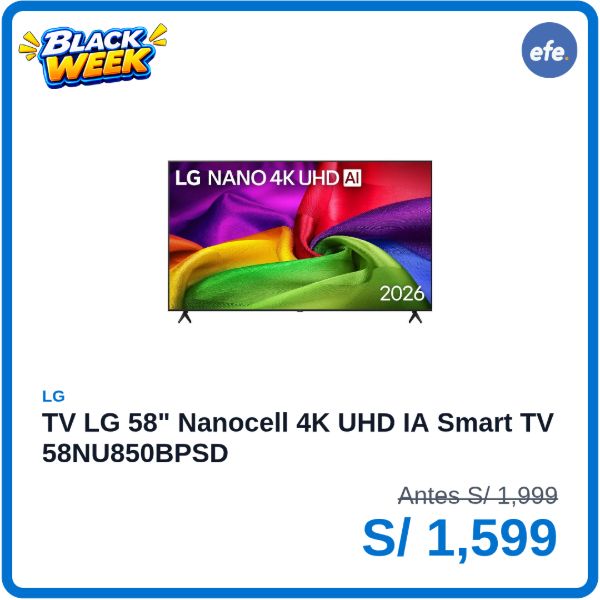 BLACK
WEEK
efe.
LG NANO 4K UHD AI
2026
LG
TV LG 58" Nanocell 4K UHD IA Smart TV
58NU850BPSD
Antes S/ 1,999
S/ 1,599